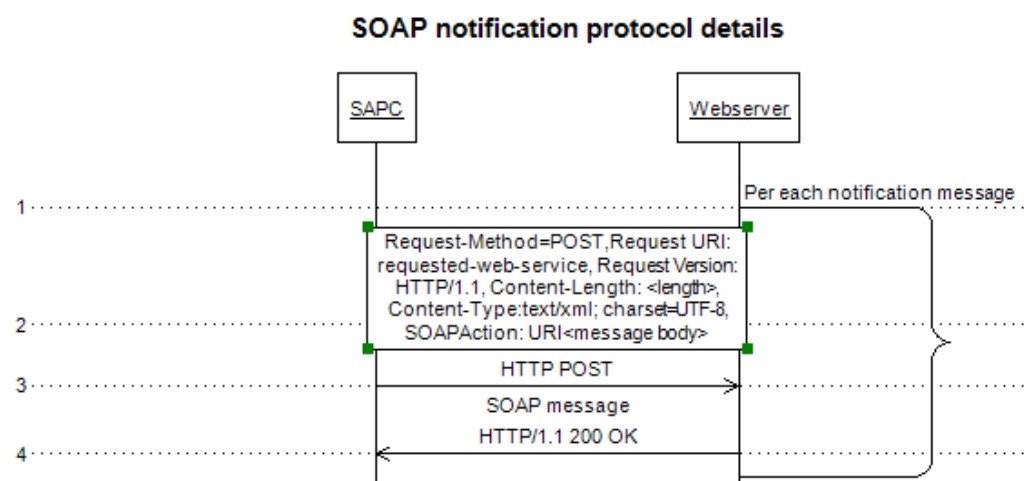 SOAP notification protocol details
SAPC
Webserver
Per each notification message
1
Request-Method=POST,Request URI:
requested-web-service, Request Version:
HTTP/1.1, Content-Length: <length>,
Content-Type:text/xml; charset=UTF-8,
2
SOAPAction: URI<message body>
HTTP POST
3
SOAP message
HTTP/1.1 200 OK
4